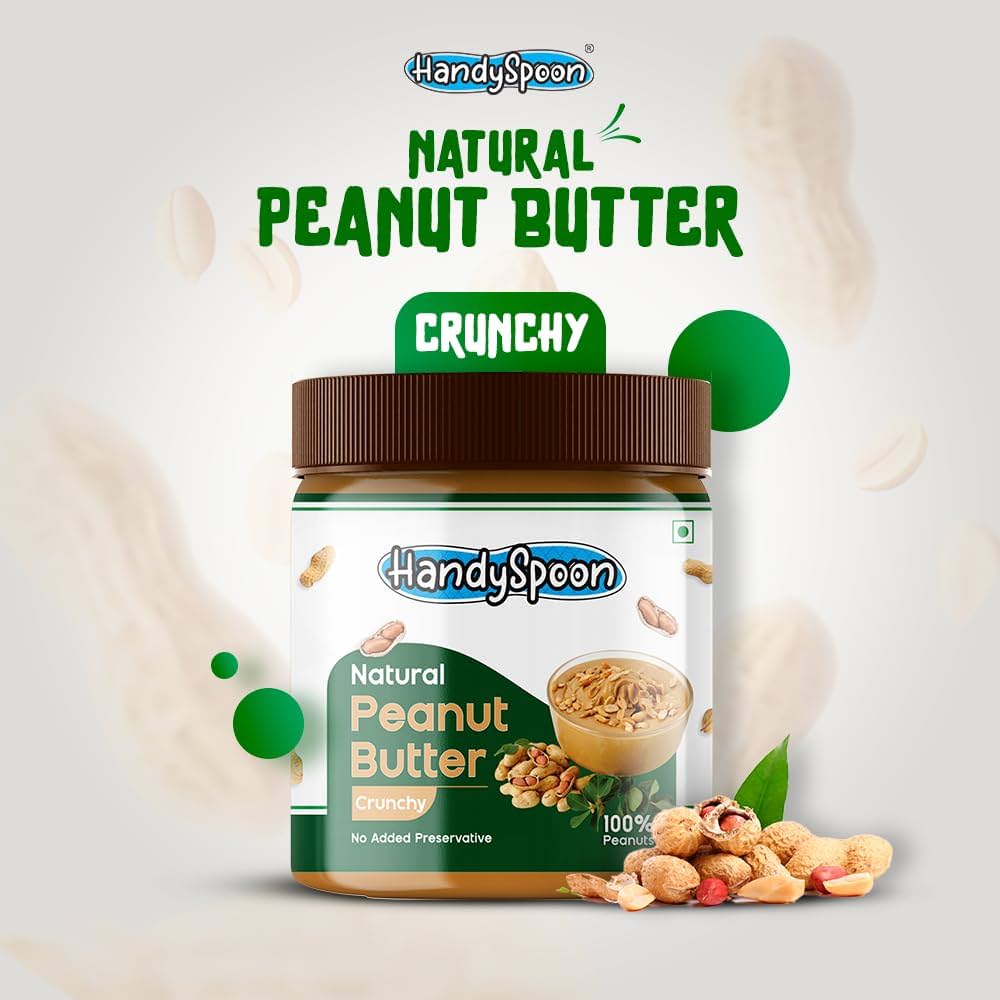 HandySpoon®
NATURAL
PEANUT BUTTER
CRUNCHY
HandySpoon
Natural
Peanut
Butter
Crunchy
No Added Preservative
100%
Peanuts